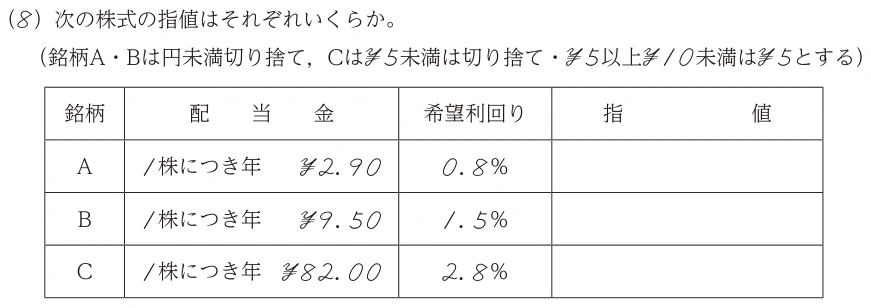 (8) 次の株式の指値はそれぞれいくらか。
(銘柄A・Bは円未満切り捨て，Cは¥5未満は切り捨て・¥5以上¥10未満は¥5とする)
銘柄 配当金 希望利回り 指値
A 1株につき年 ¥2.90 0.8%
B 1株につき年 ¥9.50 1.5%
C 1株につき年 ¥82.00 2.8%